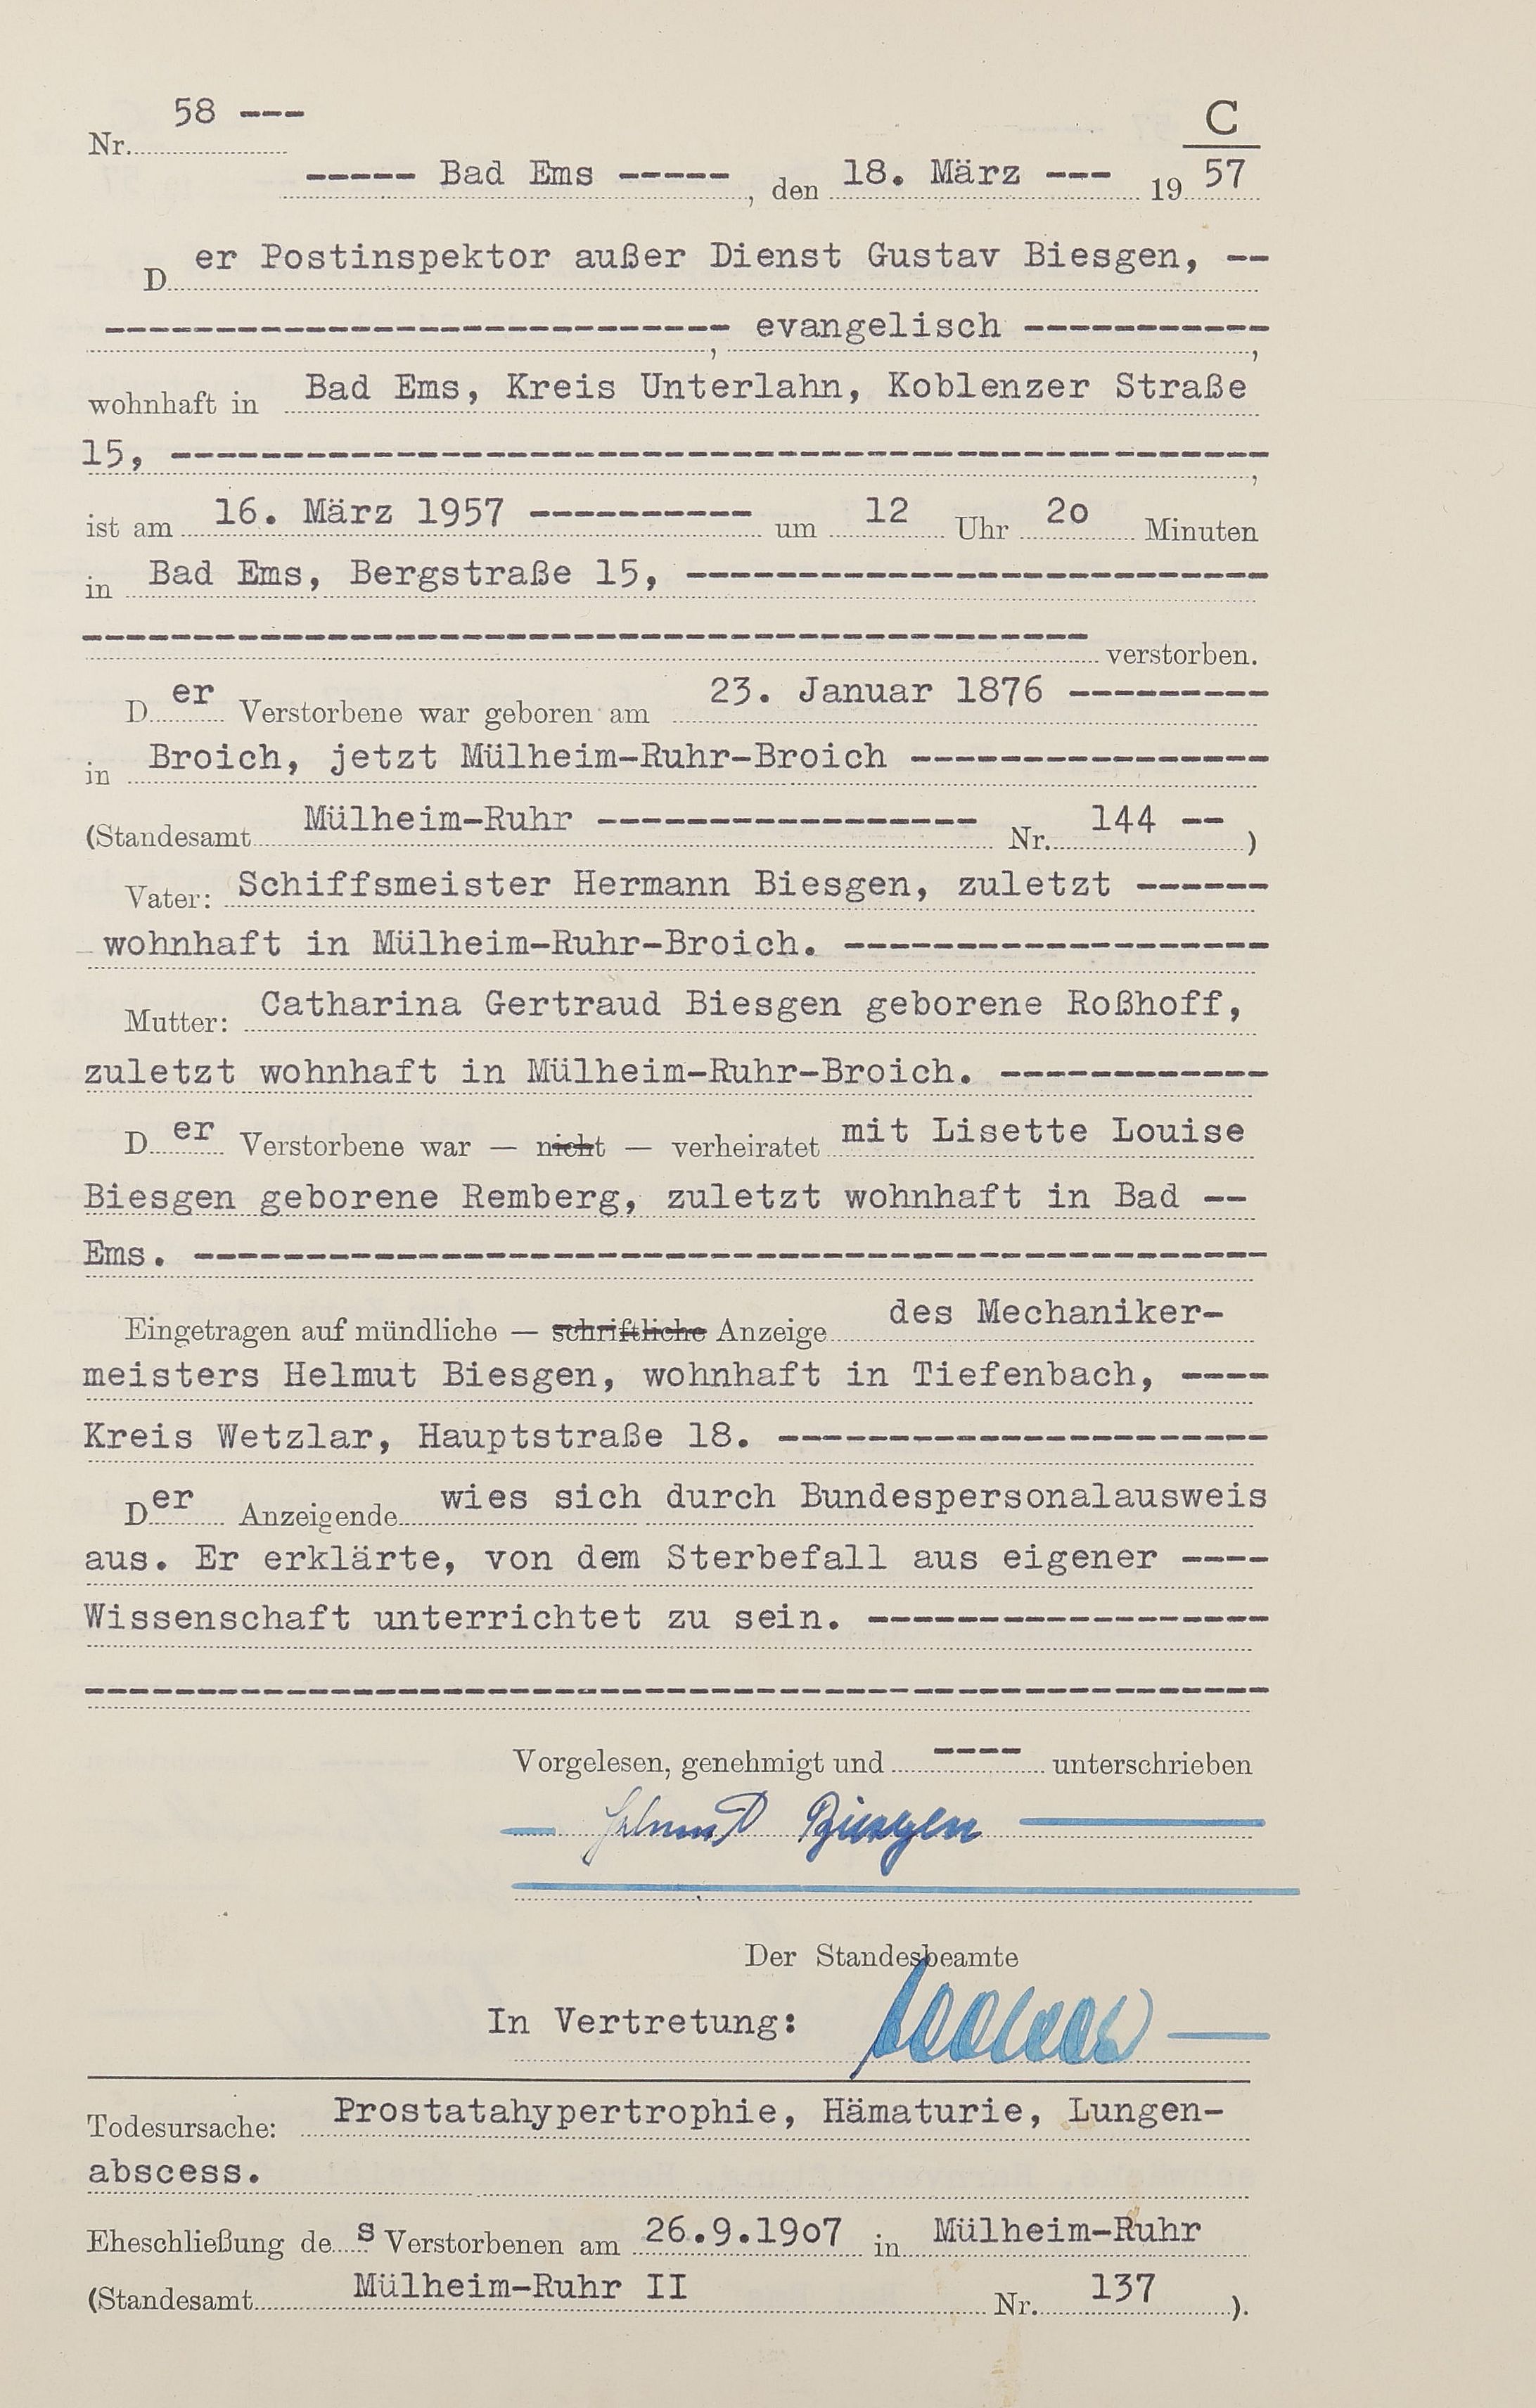 Nr. 58 ---
C
----- Bad Ems -----, den 18. März --- 19 57
Der Postinspektor außer Dienst Gustav Biesgen, --
----------------------------, evangelisch -----------,
wohnhaft in Bad Ems, Kreis Unterlahn, Koblenzer Straße
15, --------------------------------------------------,
ist am 16. März 1957 ---------- um 12 Uhr 2o Minuten
in Bad Ems, Bergstraße 15, --------------------------
---------------------------------------------- verstorben.
Der Verstorbene war geboren am 23. Januar 1876 ---------
in Broich, jetzt Mülheim-Ruhr-Broich ----------------
(Standesamt Mülheim-Ruhr ----------------- Nr. 144 -- )
Vater: Schiffsmeister Hermann Biesgen, zuletzt ------
wohnhaft in Mülheim-Ruhr-Broich. -------------------
Mutter: Catharina Gertraud Biesgen geborene Roßhoff,
zuletzt wohnhaft in Mülheim-Ruhr-Broich. ------------
Der Verstorbene war — nicht — verheiratet mit Lisette Louise
Biesgen geborene Remberg, zuletzt wohnhaft in Bad --
Ems. -------------------------------------------------
Eingetragen auf mündliche — schriftliche Anzeige des Mechaniker-
meisters Helmut Biesgen, wohnhaft in Tiefenbach, ----
Kreis Wetzlar, Hauptstraße 18. ----------------------
Der Anzeigende wies sich durch Bundespersonalausweis
aus. Er erklärte, von dem Sterbefall aus eigener ----
Wissenschaft unterrichtet zu sein. ------------------
------------------------------------------------------
Vorgelesen, genehmigt und ---- unterschrieben
Helmut Biesgen
Der Standesbeamte
In Vertretung:
Todesursache: Prostatahypertrophie, Hämaturie, Lungen-
abscess.
Eheschließung des Verstorbenen am 26.9.19o7 in Mülheim-Ruhr
(Standesamt Mülheim-Ruhr II Nr. 137 ).